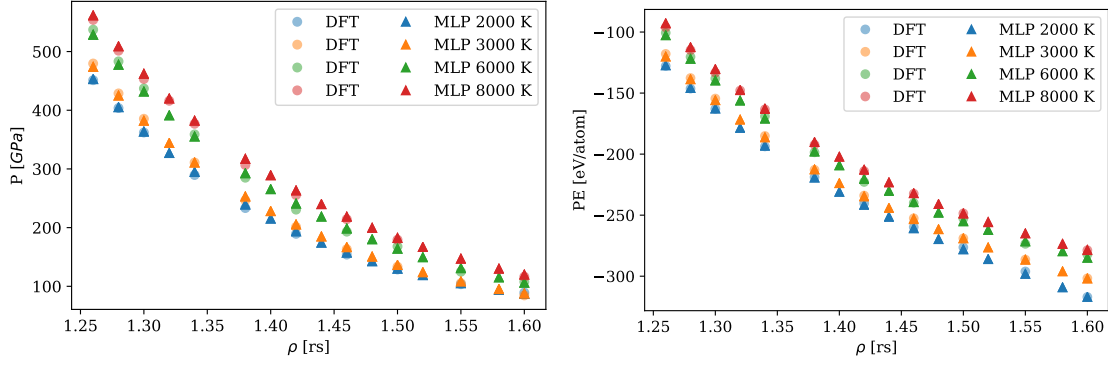 P [GPa]
500
400
300
200
100
1.25 1.30 1.35 1.40 1.45 1.50 1.55 1.60
ρ [rs]
DFT MLP 2000 K
DFT MLP 3000 K
DFT MLP 6000 K
DFT MLP 8000 K
PE [eV/atom]
−100
−150
−200
−250
−300
1.25 1.30 1.35 1.40 1.45 1.50 1.55 1.60
ρ [rs]
DFT MLP 2000 K
DFT MLP 3000 K
DFT MLP 6000 K
DFT MLP 8000 K